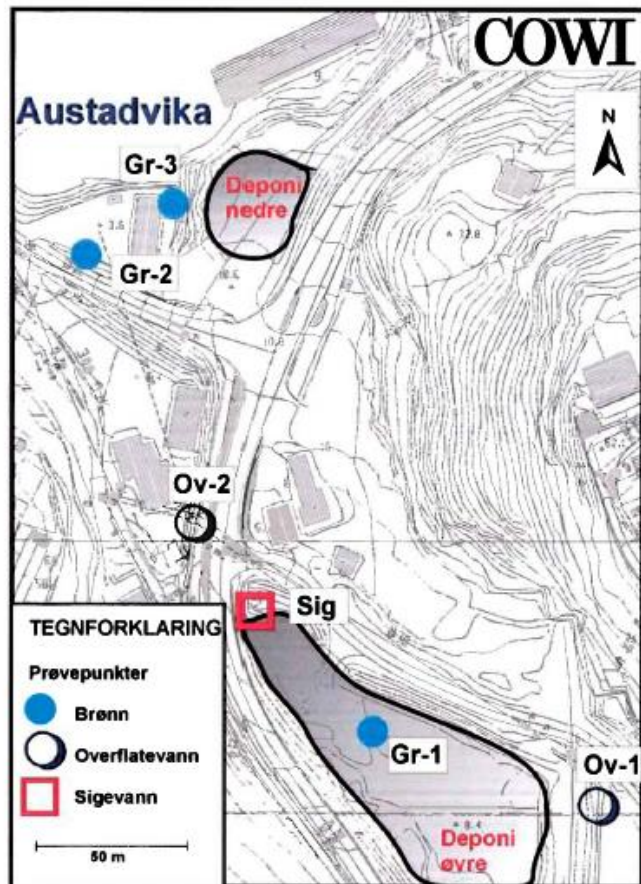 COWI
N
Austadvika
Gr-3
Deponi
nedre
Gr-2
Ov-2
Sig
TEGNFORKLARING
Prøvepunkter
Brønn
Overflatevann
Sigevann
50 m
Gr-1
Ov-1
Deponi
øvre